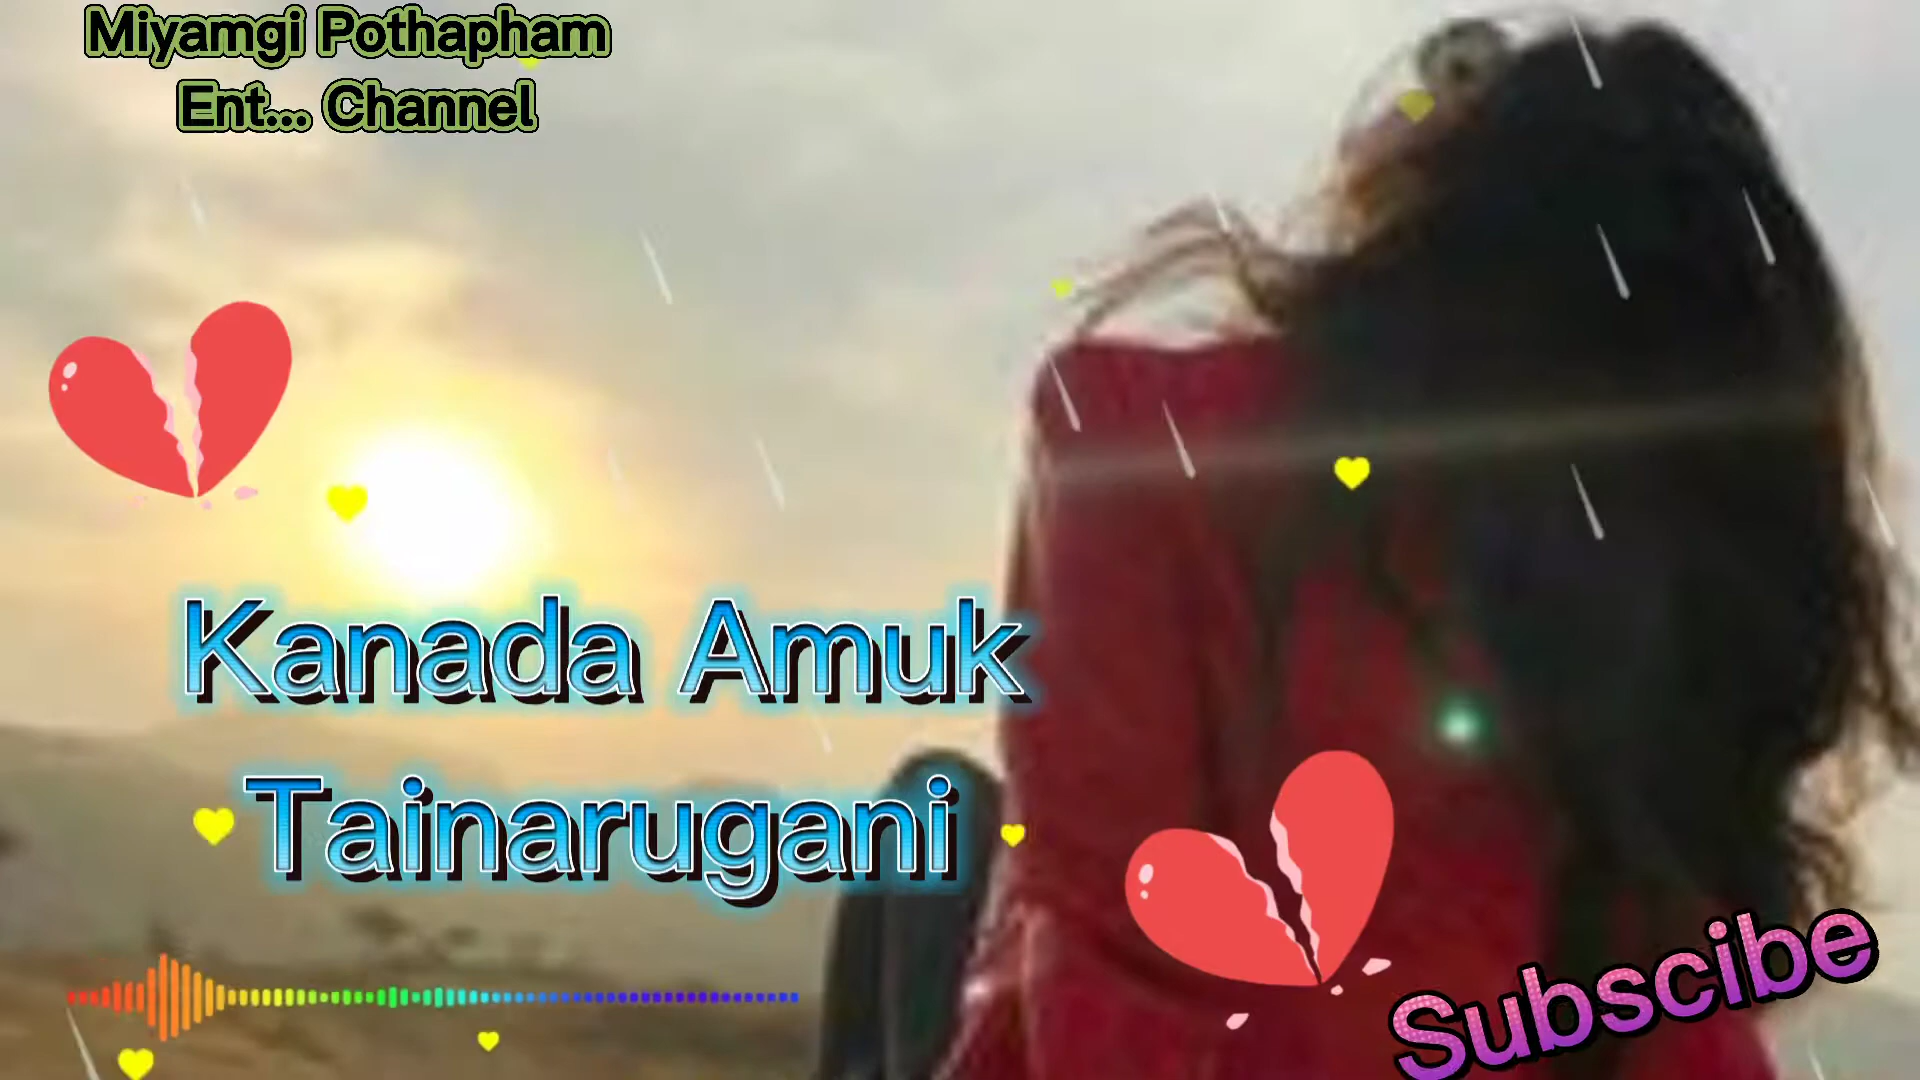 Miyamgi Pothapham
Ent... Channel
Kanada Amuk
Tainarugani
Subscibe